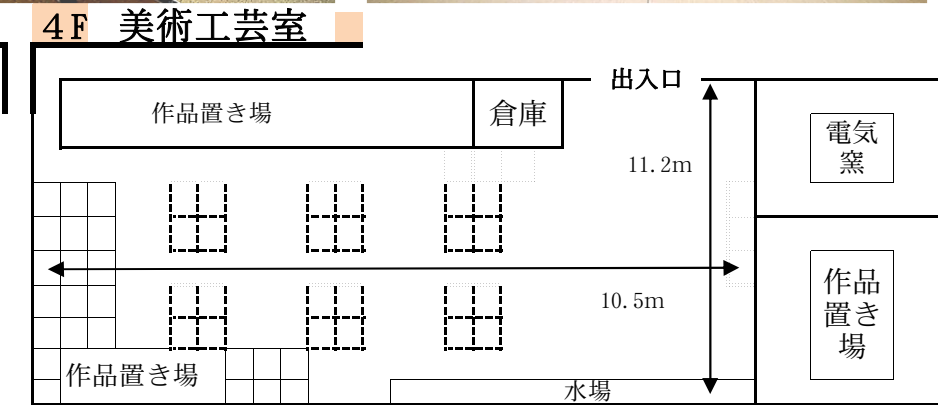 ４F 美術工芸室
出入口
作品置き場
倉庫
電気
窯
11.2m
10.5m
作品
置き
場
作品置き場
水場